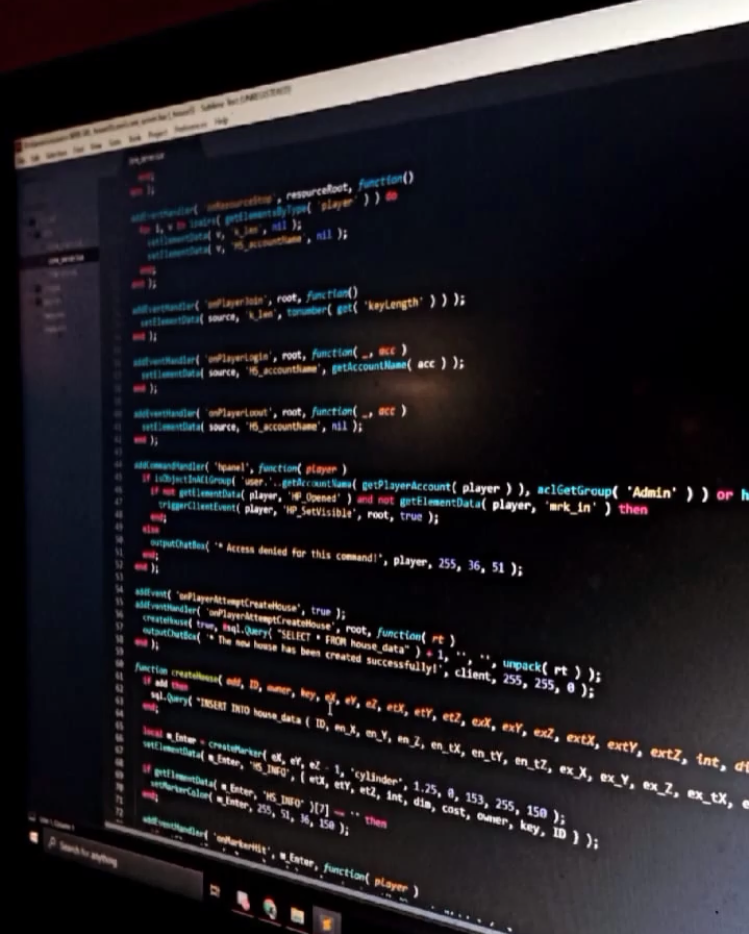 Sublime Text (UNREGISTERED)
Project Preferences Help
end;
end );
addEventHandler( 'onResourceStop', resourceRoot, function()
for i, v in ipairs( getElementsByType( 'player' ) ) do
setElementData( v, 'k_len', nil );
setElementData( v, 'HS_accountName', nil );
end;
end );
addEventHandler( 'onPlayerJoin', root, function()
setElementData( source, 'k_len', tonumber( get( 'keyLength' ) ) );
end );
addEventHandler( 'onPlayerLogin', root, function( _, acc )
setElementData( source, 'HS_accountName', getAccountName( acc ) );
end );
addEventHandler( 'onPlayerLoout', root, function( _, acc )
setElementData( source, 'HS_accountName', nil );
end );
addCommandHandler( 'hpanel', function( player )
if isObjectInACLGroup( 'user.'..getAccountName( getPlayerAccount( player ) ), aclGetGroup( 'Admin' ) ) or h
if not getElementData( player, 'HP_Opened' ) and not getElementData( player, 'mrk_in' ) then
triggerClientEvent( player, 'HP_SetVisible', root, true );
end;
else
outputChatBox( '* Access denied for this command!', player, 255, 36, 51 );
end;
end );
addEvent( 'onPlayerAttemptCreateHouse', true );
addEventHandler( 'onPlayerAttemptCreateHouse', root, function( rt )
createHouse( true, #sql.Query( "SELECT * FROM house_data" ) + 1, '', '', unpack( rt ) );
outputChatBox( '* The new house has been created successfully!', client, 255, 255, 0 );
end );
function createHouse( add, ID, owner, key, eX, eY, eZ, etX, etY, etZ, exX, exY, exZ, extX, extY, extZ, int, di
if add then
sql.Query( "INSERT INTO house_data ( ID, en_X, en_Y, en_Z, en_tX, en_tY, en_tZ, ex_X, ex_Y, ex_Z, ex_tX, e
end;
local m_Enter = createMarker( eX, eY, eZ - 1, 'cylinder', 1.25, 0, 153, 255, 150 );
setElementData( m_Enter, 'HS_INFO', { etX, etY, etZ, int, dim, cost, owner, key, ID } );
if getElementData( m_Enter, 'HS_INFO' )[7] == '' then
setMarkerColor( m_Enter, 255, 51, 36, 150 );
end;
addEventHandler( 'onMarkerHit', m_Enter, function( player )
Search for anything